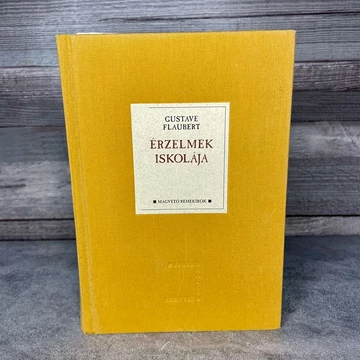 GUSTAVE
FLAUBERT
ÉRZELMEK
ISKOLÁJA
■ MAGVETŐ REMEKÍRÓK ■